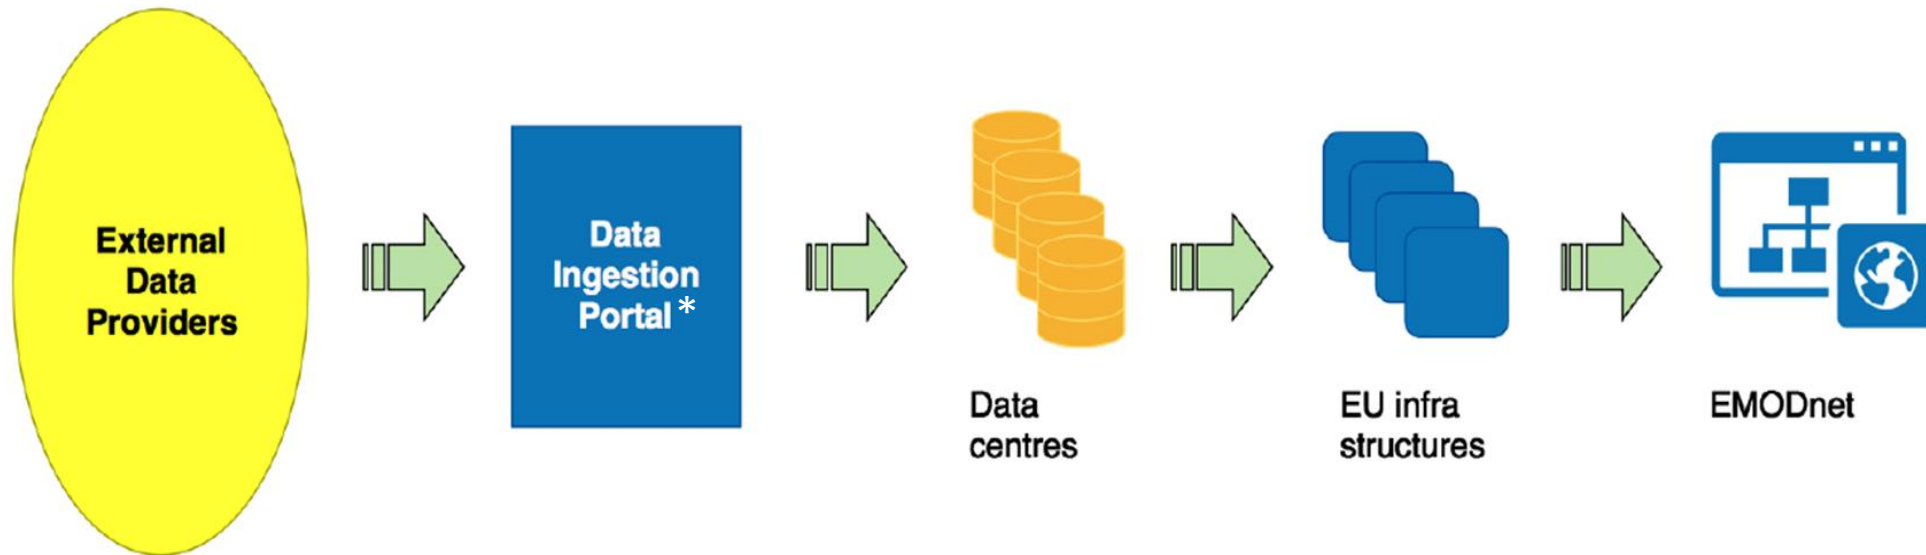 External
Data
Providers
Data
Ingestion
Portal*
Data
centres
EU infra
structures
EMODnet